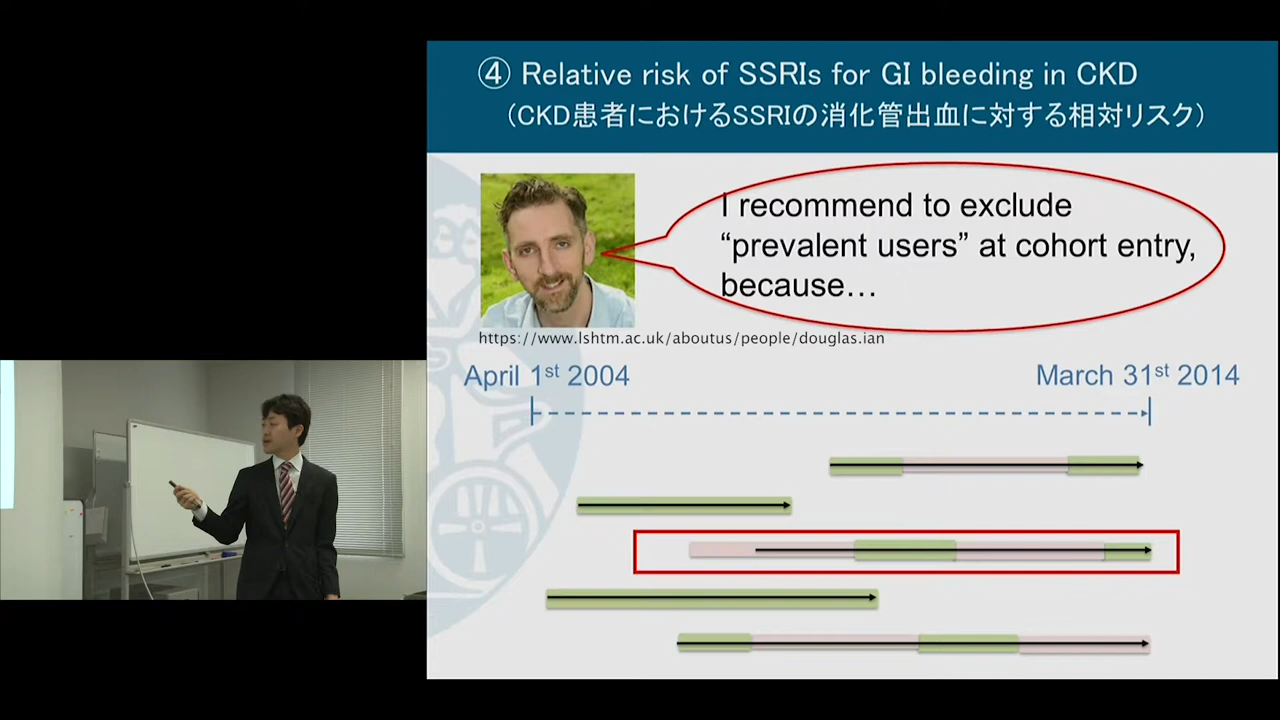 ④ Relative risk of SSRIs for GI bleeding in CKD
（CKD患者におけるSSRIの消化管出血に対する相対リスク）
I recommend to exclude
“prevalent users” at cohort entry,
because…
https://www.lshtm.ac.uk/aboutus/people/douglas.ian
April 1st 2004
March 31st 2014